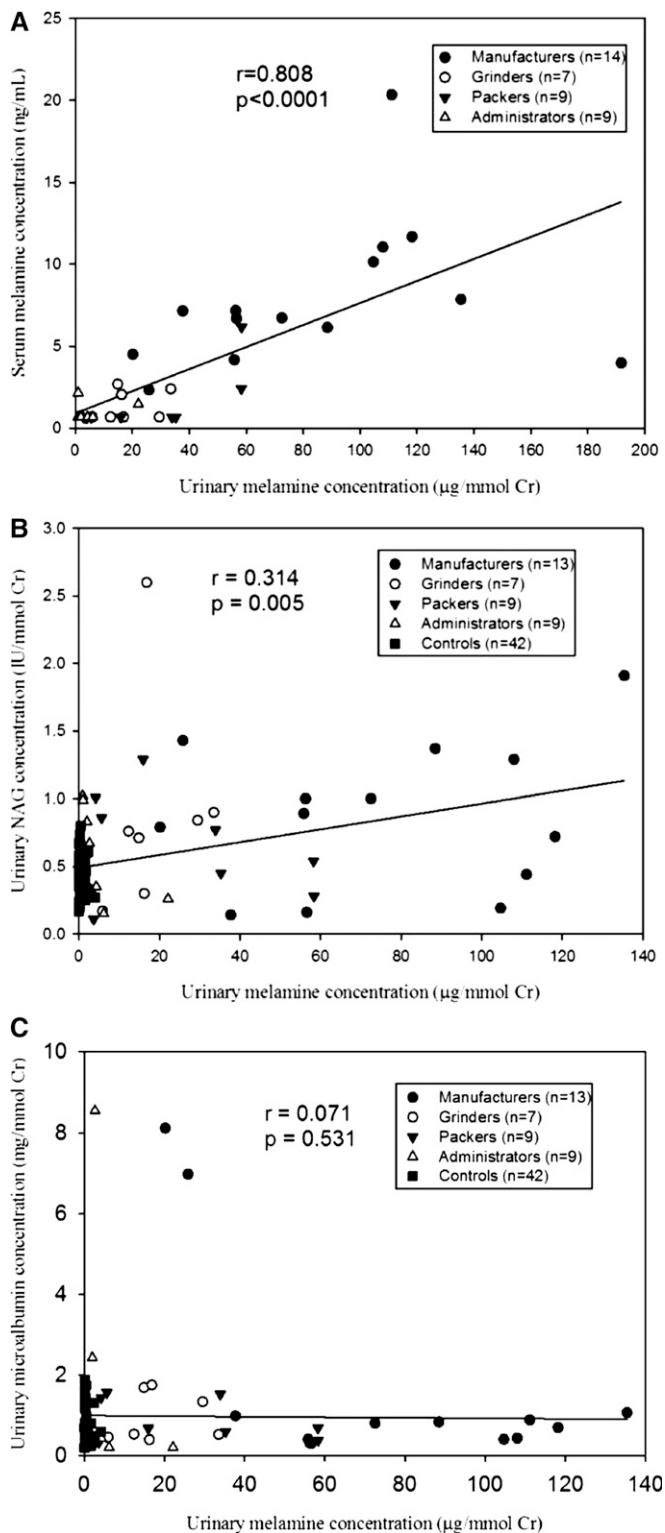 A
25
20
15
10
5
0
Serum melamine concentration (ng/mL)
r=0.808
p<0.0001
Manufacturers (n=14)
Grinders (n=7)
Packers (n=9)
Administrators (n=9)
0 20 40 60 80 100 120 140 160 180 200
Urinary melamine concentration (μg/mmol Cr)
B
3.0
2.5
2.0
1.5
1.0
0.5
0.0
Urinary NAG concentration (IU/mmol Cr)
r = 0.314
p = 0.005
Manufacturers (n=13)
Grinders (n=7)
Packers (n=9)
Administrators (n=9)
Controls (n=42)
0 20 40 60 80 100 120 140
Urinary melamine concentration (μg/mmol Cr)
C
10
8
6
4
2
0
Urinary microalbumin concentration (mg/mmol Cr)
r = 0.071
p = 0.531
Manufacturers (n=13)
Grinders (n=7)
Packers (n=9)
Administrators (n=9)
Controls (n=42)
0 20 40 60 80 100 120 140
Urinary melamine concentration (μg/mmol Cr)